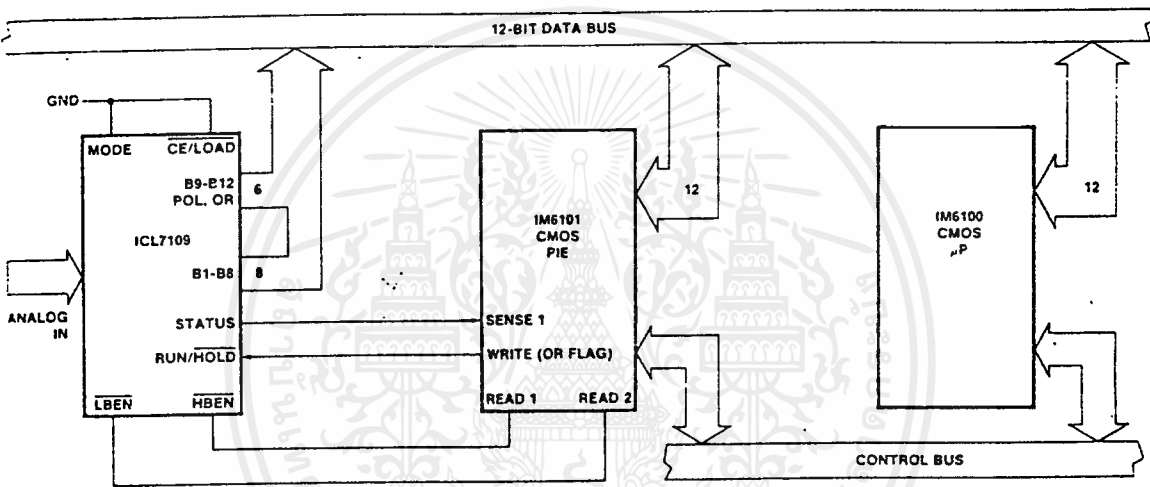 12-BIT DATA BUS
GND
MODE
CE/LOAD
B9-B12
POL, OR
6
ICL7109
B1-B8
8
ANALOG
IN
STATUS
RUN/HOLD
LBEN
HBEN
IM6101
CMOS
PIE
12
SENSE 1
WRITE (OR FLAG)
READ 1
READ 2
IM6100
CMOS
µP
12
CONTROL BUS